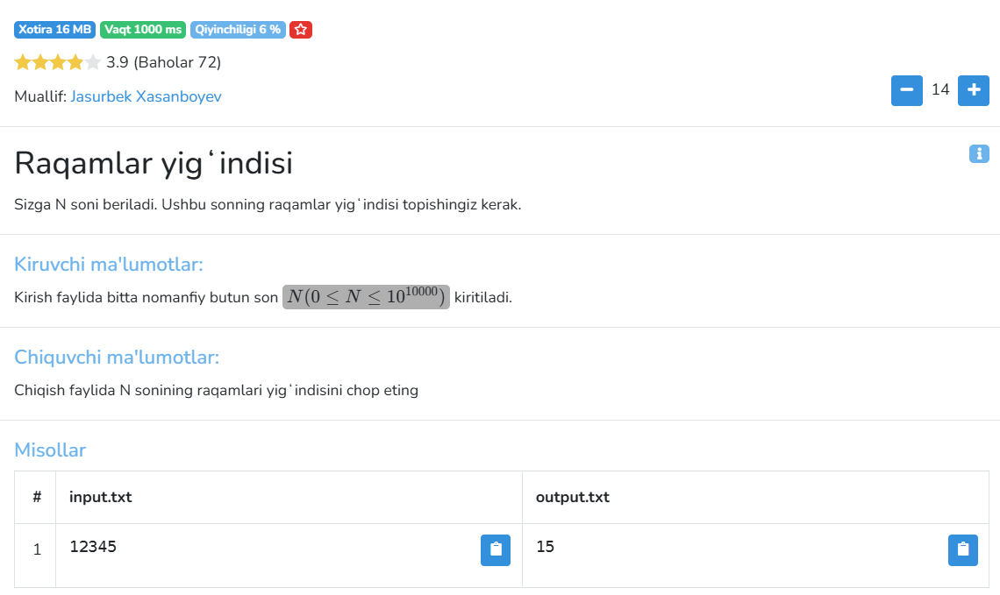 Xotira 16 MB Vaqt 1000 ms Qiyinchiligi 6 %
3.9 (Baholar 72)
Muallif: Jasurbek Xasanboyev
14
Raqamlar yigʻindisi
Sizga N soni beriladi. Ushbu sonning raqamlar yigʻindisi topishingiz kerak.
Kiruvchi ma'lumotlar:
Kirish faylida bitta nomanfiy butun son N(0 ≤ N ≤ 10^10000) kiritiladi.
Chiquvchi ma'lumotlar:
Chiqish faylida N sonining raqamlari yigʻindisini chop eting
Misollar
# input.txt output.txt
1 12345 15